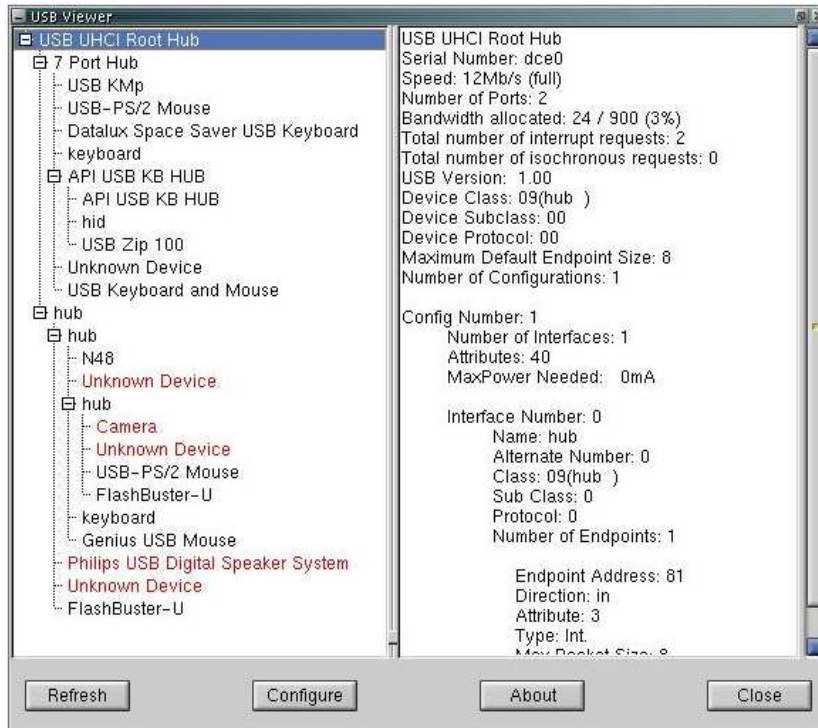 USB Viewer
USB UHCI Root Hub
7 Port Hub
USB KMp
USB-PS/2 Mouse
Datalux Space Saver USB Keyboard
keyboard
API USB KB HUB
API USB KB HUB
hid
USB Zip 100
Unknown Device
USB Keyboard and Mouse
hub
hub
N48
Unknown Device
hub
Camera
Unknown Device
USB-PS/2 Mouse
FlashBuster-U
keyboard
Genius USB Mouse
Philips USB Digital Speaker System
Unknown Device
FlashBuster-U
USB UHCI Root Hub
Serial Number: dce0
Speed: 12Mb/s (full)
Number of Ports: 2
Bandwidth allocated: 24 / 900 (3%)
Total number of interrupt requests: 2
Total number of isochronous requests: 0
USB Version: 1.00
Device Class: 09(hub )
Device Subclass: 00
Device Protocol: 00
Maximum Default Endpoint Size: 8
Number of Configurations: 1
Config Number: 1
Number of Interfaces: 1
Attributes: 40
MaxPower Needed: 0mA
Interface Number: 0
Name: hub
Alternate Number: 0
Class: 09(hub )
Sub Class: 0
Protocol: 0
Number of Endpoints: 1
Endpoint Address: 81
Direction: in
Attribute: 3
Type: Int.
Max Packet Size: 8
Refresh
Configure
About
Close